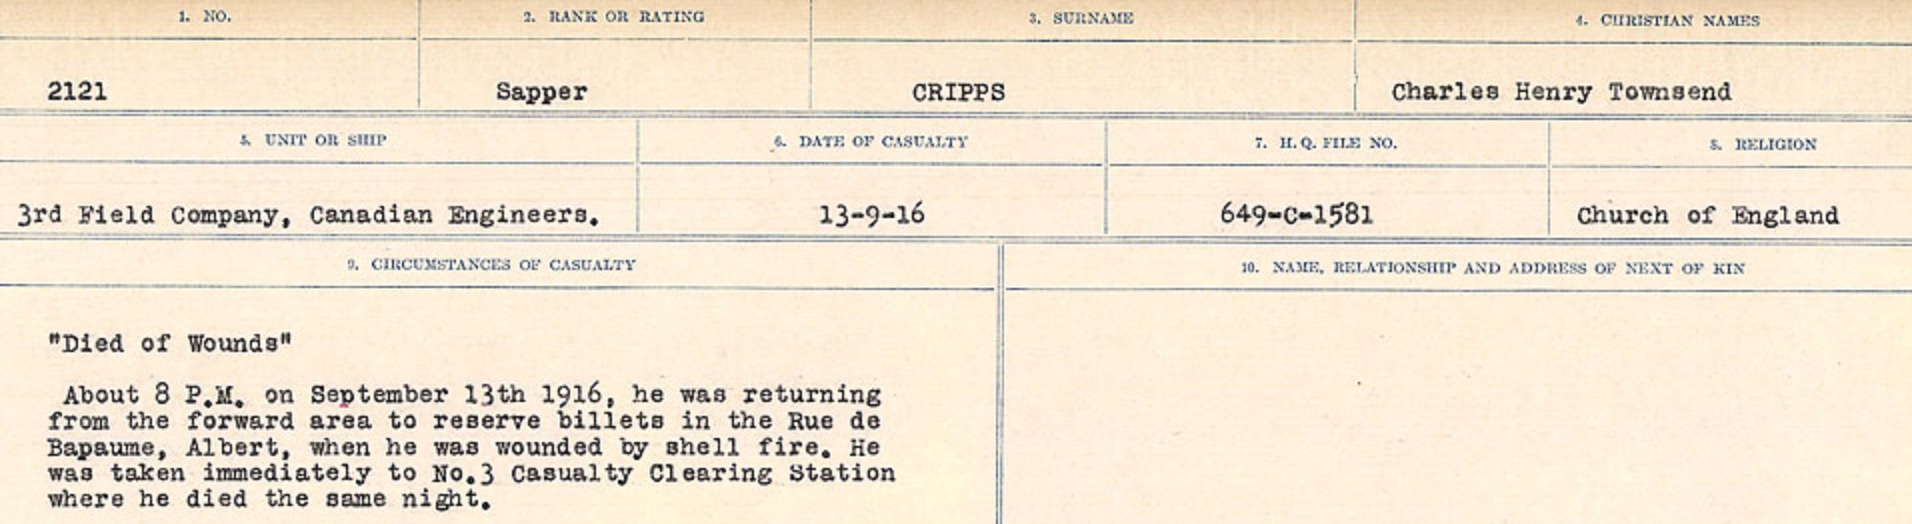 1. NO. 2. RANK OR RATING 3. SURNAME 4. CHRISTIAN NAMES
2121 Sapper CRIPPS Charles Henry Townsend
5. UNIT OR SHIP 6. DATE OF CASUALTY 7. H.Q. FILE NO. 8. RELIGION
3rd Field Company, Canadian Engineers. 13-9-16 649-C-1581 Church of England
9. CIRCUMSTANCES OF CASUALTY 10. NAME, RELATIONSHIP AND ADDRESS OF NEXT OF KIN
"Died of Wounds"
About 8 P.M. on September 13th 1916, he was returning
from the forward area to reserve billets in the Rue de
Bapaume, Albert, when he was wounded by shell fire. He
was taken immediately to No.3 Casualty Clearing Station
where he died the same night.